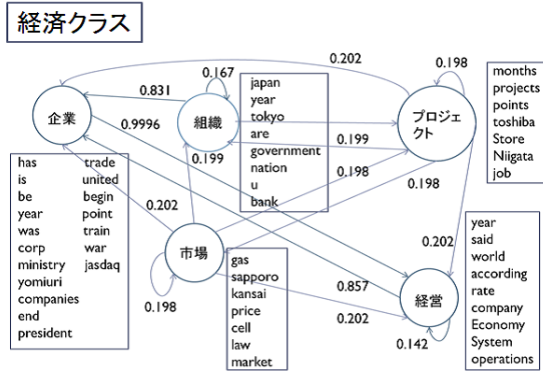 経済クラス
0.202
0.198
0.167
0.831
企業
0.9996
組織
プロジェ
クト
0.199
0.199
0.198
0.198
japan
year
tokyo
are
government
nation
u
bank
months
projects
points
toshiba
Store
Niigata
job
has trade
is united
be begin
year point
was train
corp war
ministry jasdaq
yomiuri
companies
end
president
0.202
市場
0.198
gas
sapporo
kansai
price
cell
law
market
0.857
0.202
0.202
経営
0.142
year
said
world
according
rate
company
Economy
System
operations